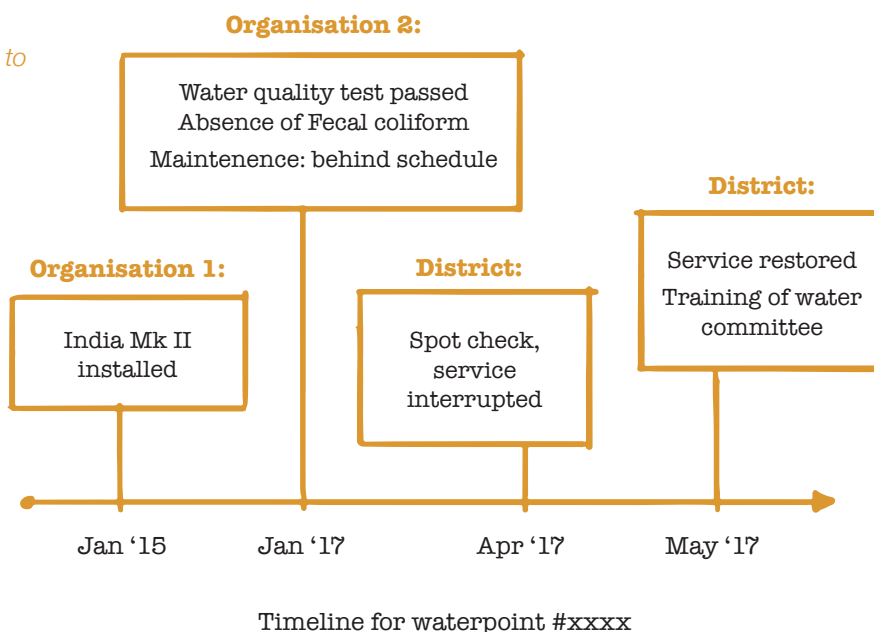 to
Organisation 2:
Water quality test passed
Absence of Fecal coliform
Maintenence: behind schedule
District:
Service restored
Training of water
committee
Organisation 1:
India Mk II
installed
District:
Spot check,
service
interrupted
Jan ‘15
Jan ‘17
Apr ‘17
May ‘17
Timeline for waterpoint #xxxx